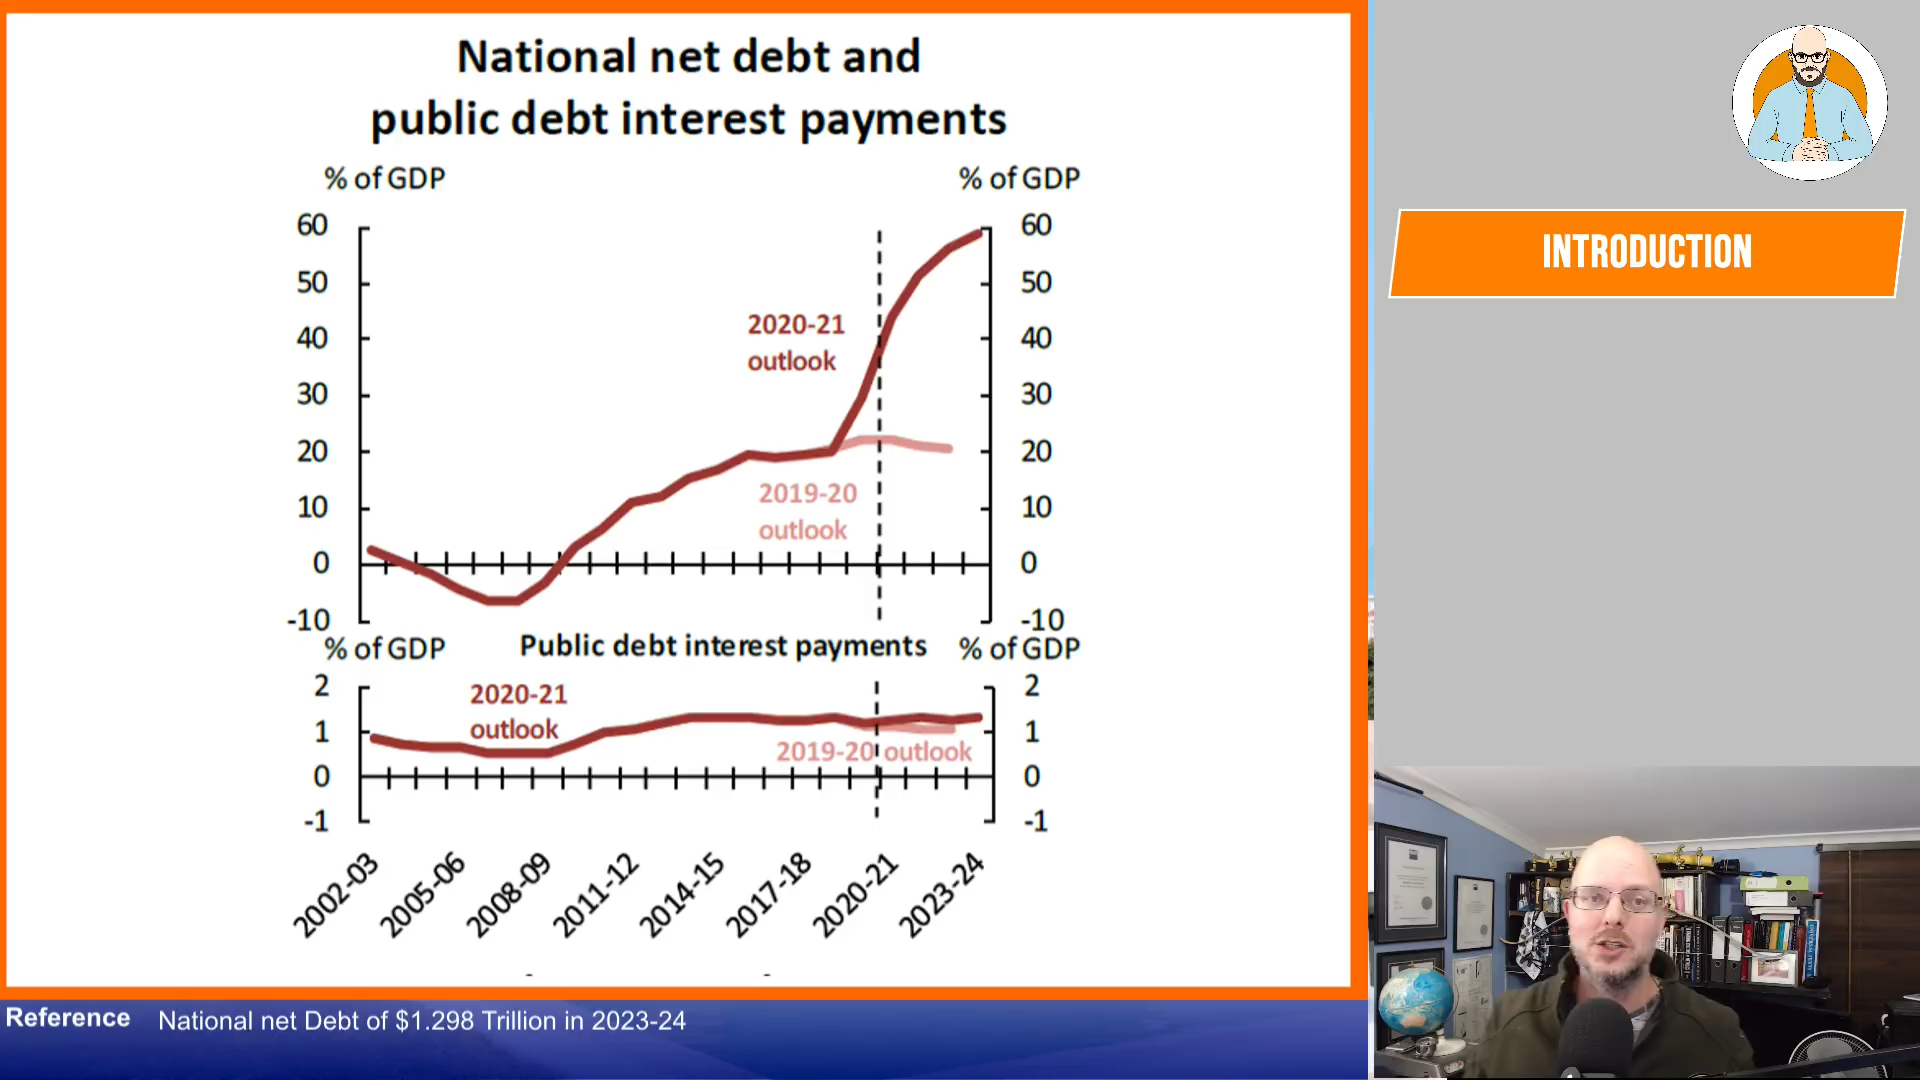 National net debt and
public debt interest payments
% of GDP % of GDP
60 60
50 50
2020-21
outlook
40 40
30 30
20 20
2019-20
outlook
10 10
0 0
-10 -10
% of GDP Public debt interest payments % of GDP
2 2
2020-21
outlook
1 1
2019-20 outlook
0 0
-1 -1
2002-03 2005-06 2008-09 2011-12 2014-15 2017-18 2020-21 2023-24
Reference National net Debt of $1.298 Trillion in 2023-24
INTRODUCTION